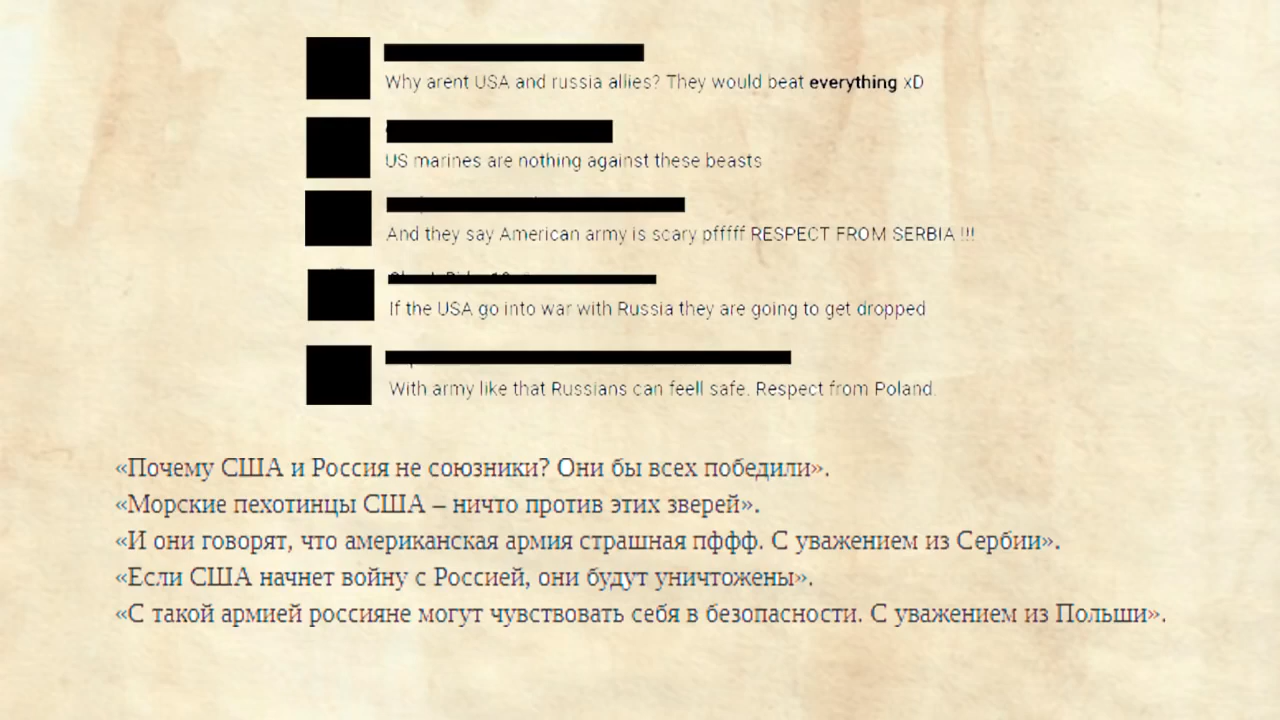 Why arent USA and russia allies? They would beat everything xD
US marines are nothing against these beasts
And they say American army is scary pfffff RESPECT FROM SERBIA !!!
If the USA go into war with Russia they are going to get dropped
With army like that Russians can feell safe. Respect from Poland.
«Почему США и Россия не союзники? Они бы всех победили».
«Морские пехотинцы США – ничто против этих зверей».
«И они говорят, что американская армия страшная пффф. С уважением из Сербии».
«Если США начнет войну с Россией, они будут уничтожены».
«С такой армией россияне могут чувствовать себя в безопасности. С уважением из Польши».